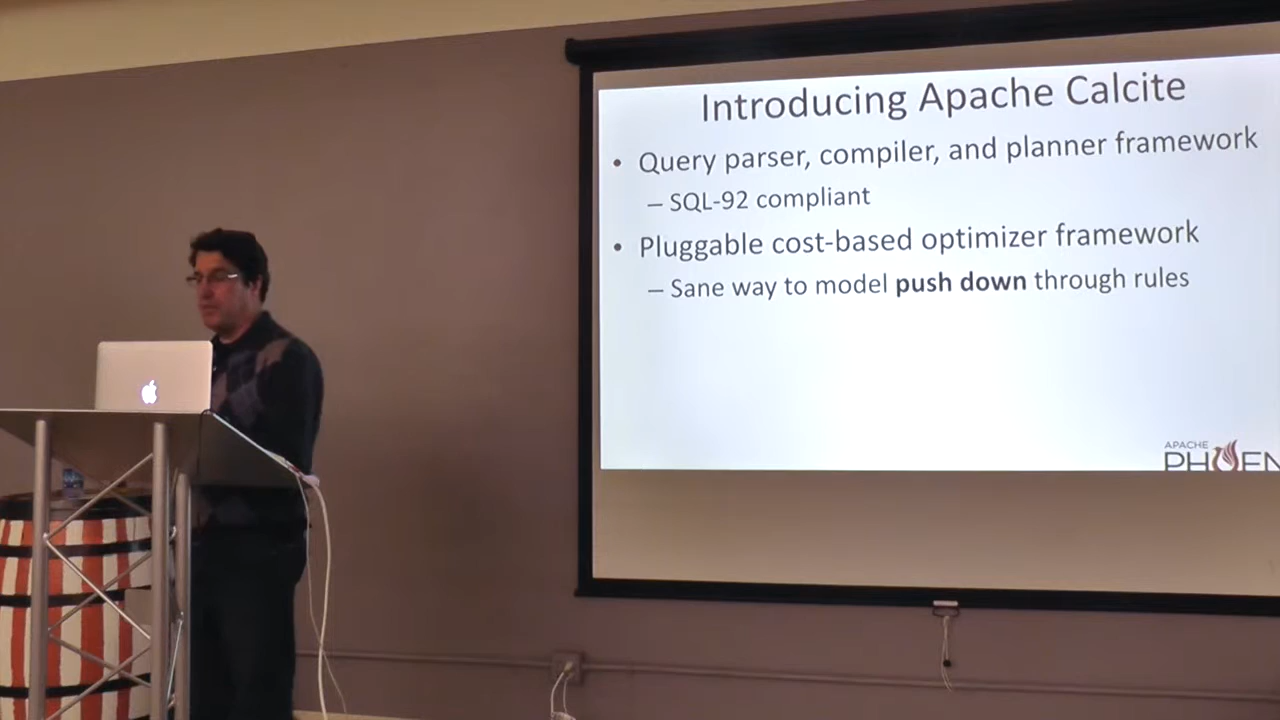 Introducing Apache Calcite
• Query parser, compiler, and planner framework
– SQL-92 compliant
• Pluggable cost-based optimizer framework
– Sane way to model push down through rules
APACHE
PHOEN